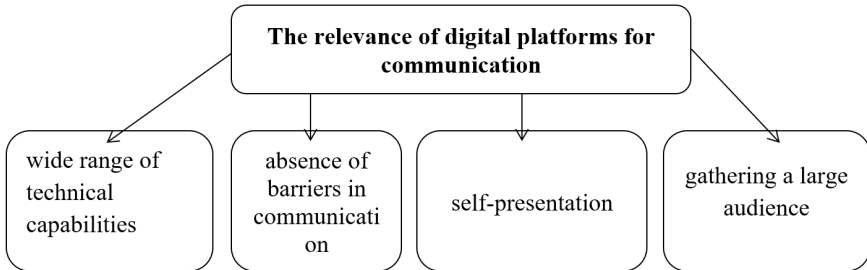 The relevance of digital platforms for
communication
wide range of
technical
capabilities
absence of
barriers in
communicati
on
self-presentation
gathering a large
audience